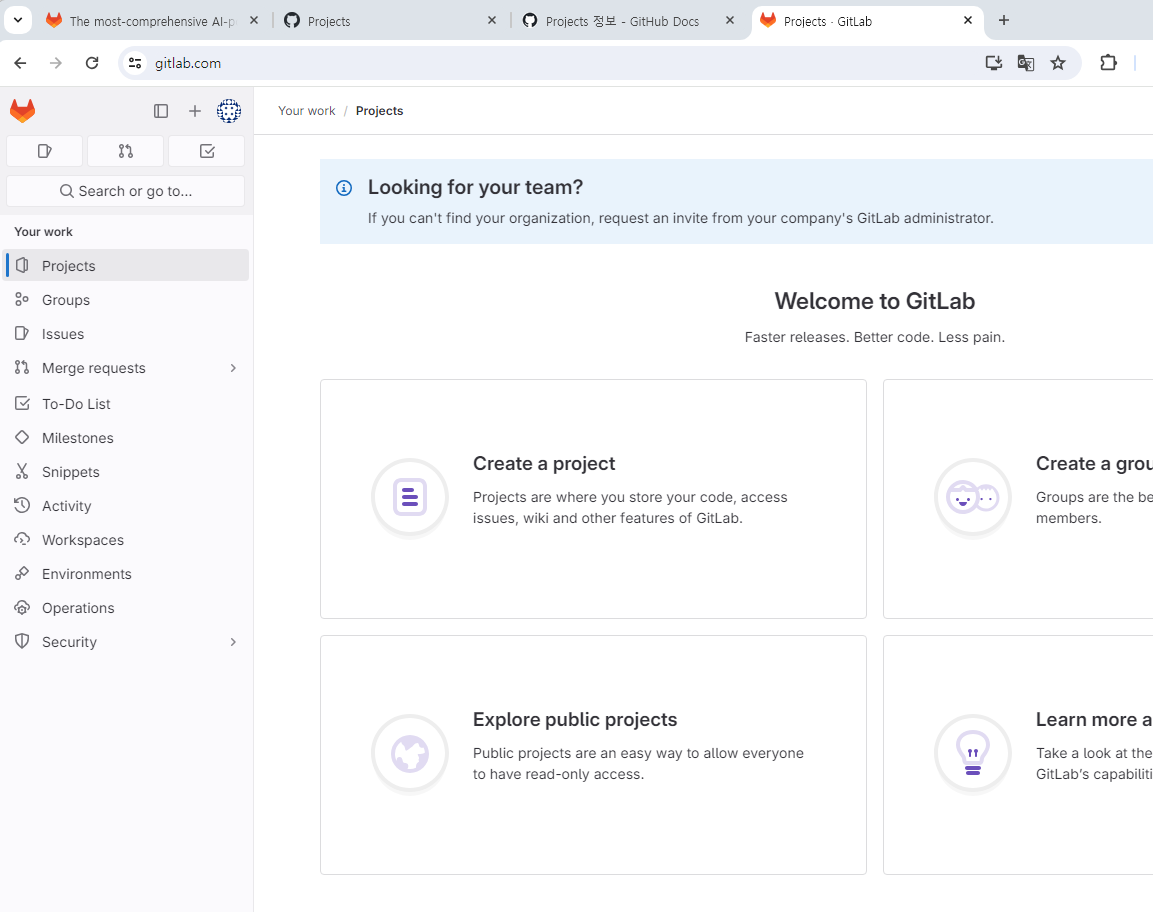 The most-comprehensive AI-p
Projects
Projects 정보 - GitHub Docs
Projects · GitLab
gitlab.com
Your work / Projects
Search or go to...
Your work
Projects
Groups
Issues
Merge requests
To-Do List
Milestones
Snippets
Activity
Workspaces
Environments
Operations
Security
Looking for your team?
If you can't find your organization, request an invite from your company's GitLab administrator.
Welcome to GitLab
Faster releases. Better code. Less pain.
Create a project
Projects are where you store your code, access
issues, wiki and other features of GitLab.
Create a grou
Groups are the be
members.
Explore public projects
Public projects are an easy way to allow everyone
to have read-only access.
Learn more a
Take a look at the
GitLab's capabiliti